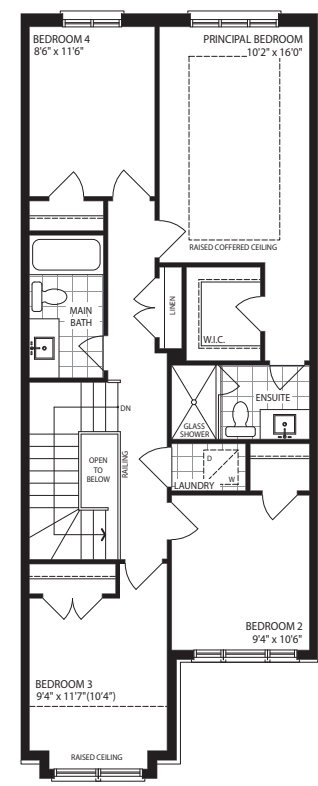 BEDROOM 4
8'6" x 11'6"
PRINCIPAL BEDROOM
10'2" x 16'0"
RAISED COFFERED CEILING
MAIN
BATH
LINEN
W.I.C.
ENSUITE
GLASS
SHOWER
DN
OPEN
TO
BELOW
RAILING
D
W
LAUNDRY
BEDROOM 2
9'4" x 10'6"
BEDROOM 3
9'4" x 11'7"(10'4")
RAISED CEILING